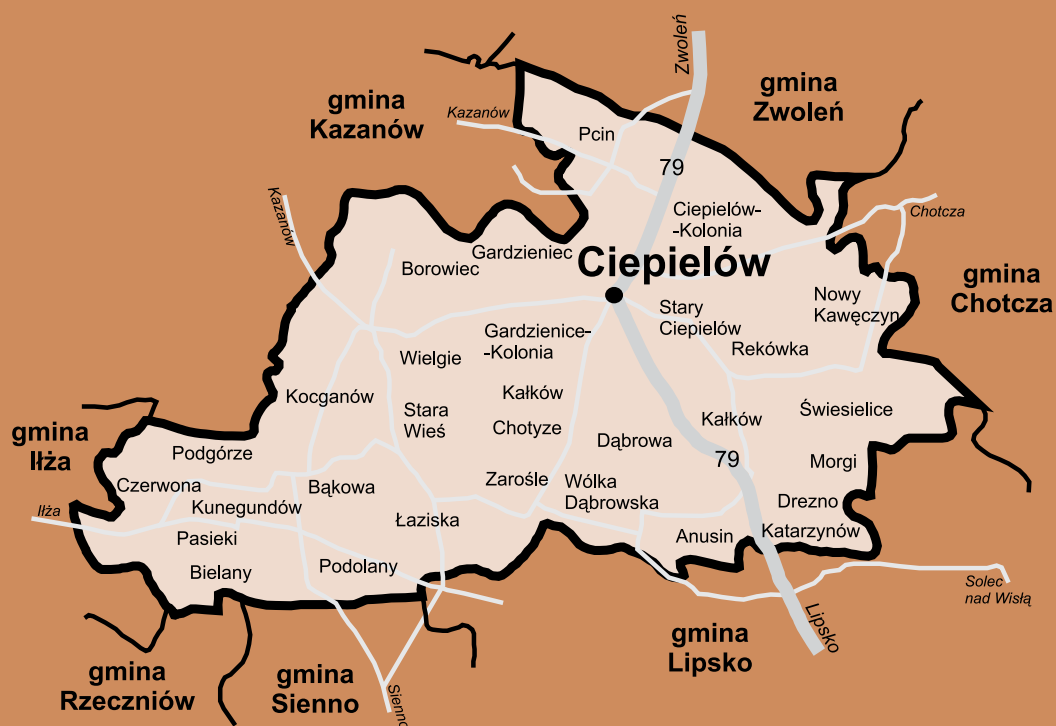 Zwoleń
gmina
Zwoleń
gmina
Kazanów
Kazanów
Pcin
79
Kazanów
Ciepielów-
-Kolonia
Chotcza
Gardzieniec
Borowiec
Ciepielów
gmina
Chotcza
Nowy
Kawęczyn
Stary
Ciepielów
Gardzienice-
-Kolonia
Rekówka
Wielgie
Kocganów
Kałków
Stara
Wieś
Chotyze
Kałków
Świesielice
gmina
Iłża
Podgórze
Dąbrowa
79
Morgi
Czerwona
Bąkowa
Zarośle
Wólka
Dąbrowska
Drezno
Kunegundów
Iłża
Łaziska
Pasieki
Anusin
Katarzynów
Bielany
Podolany
Solec
nad Wisłą
Lipsko
gmina
Lipsko
gmina
Rzeczniów
gmina
Sienno
Sienno